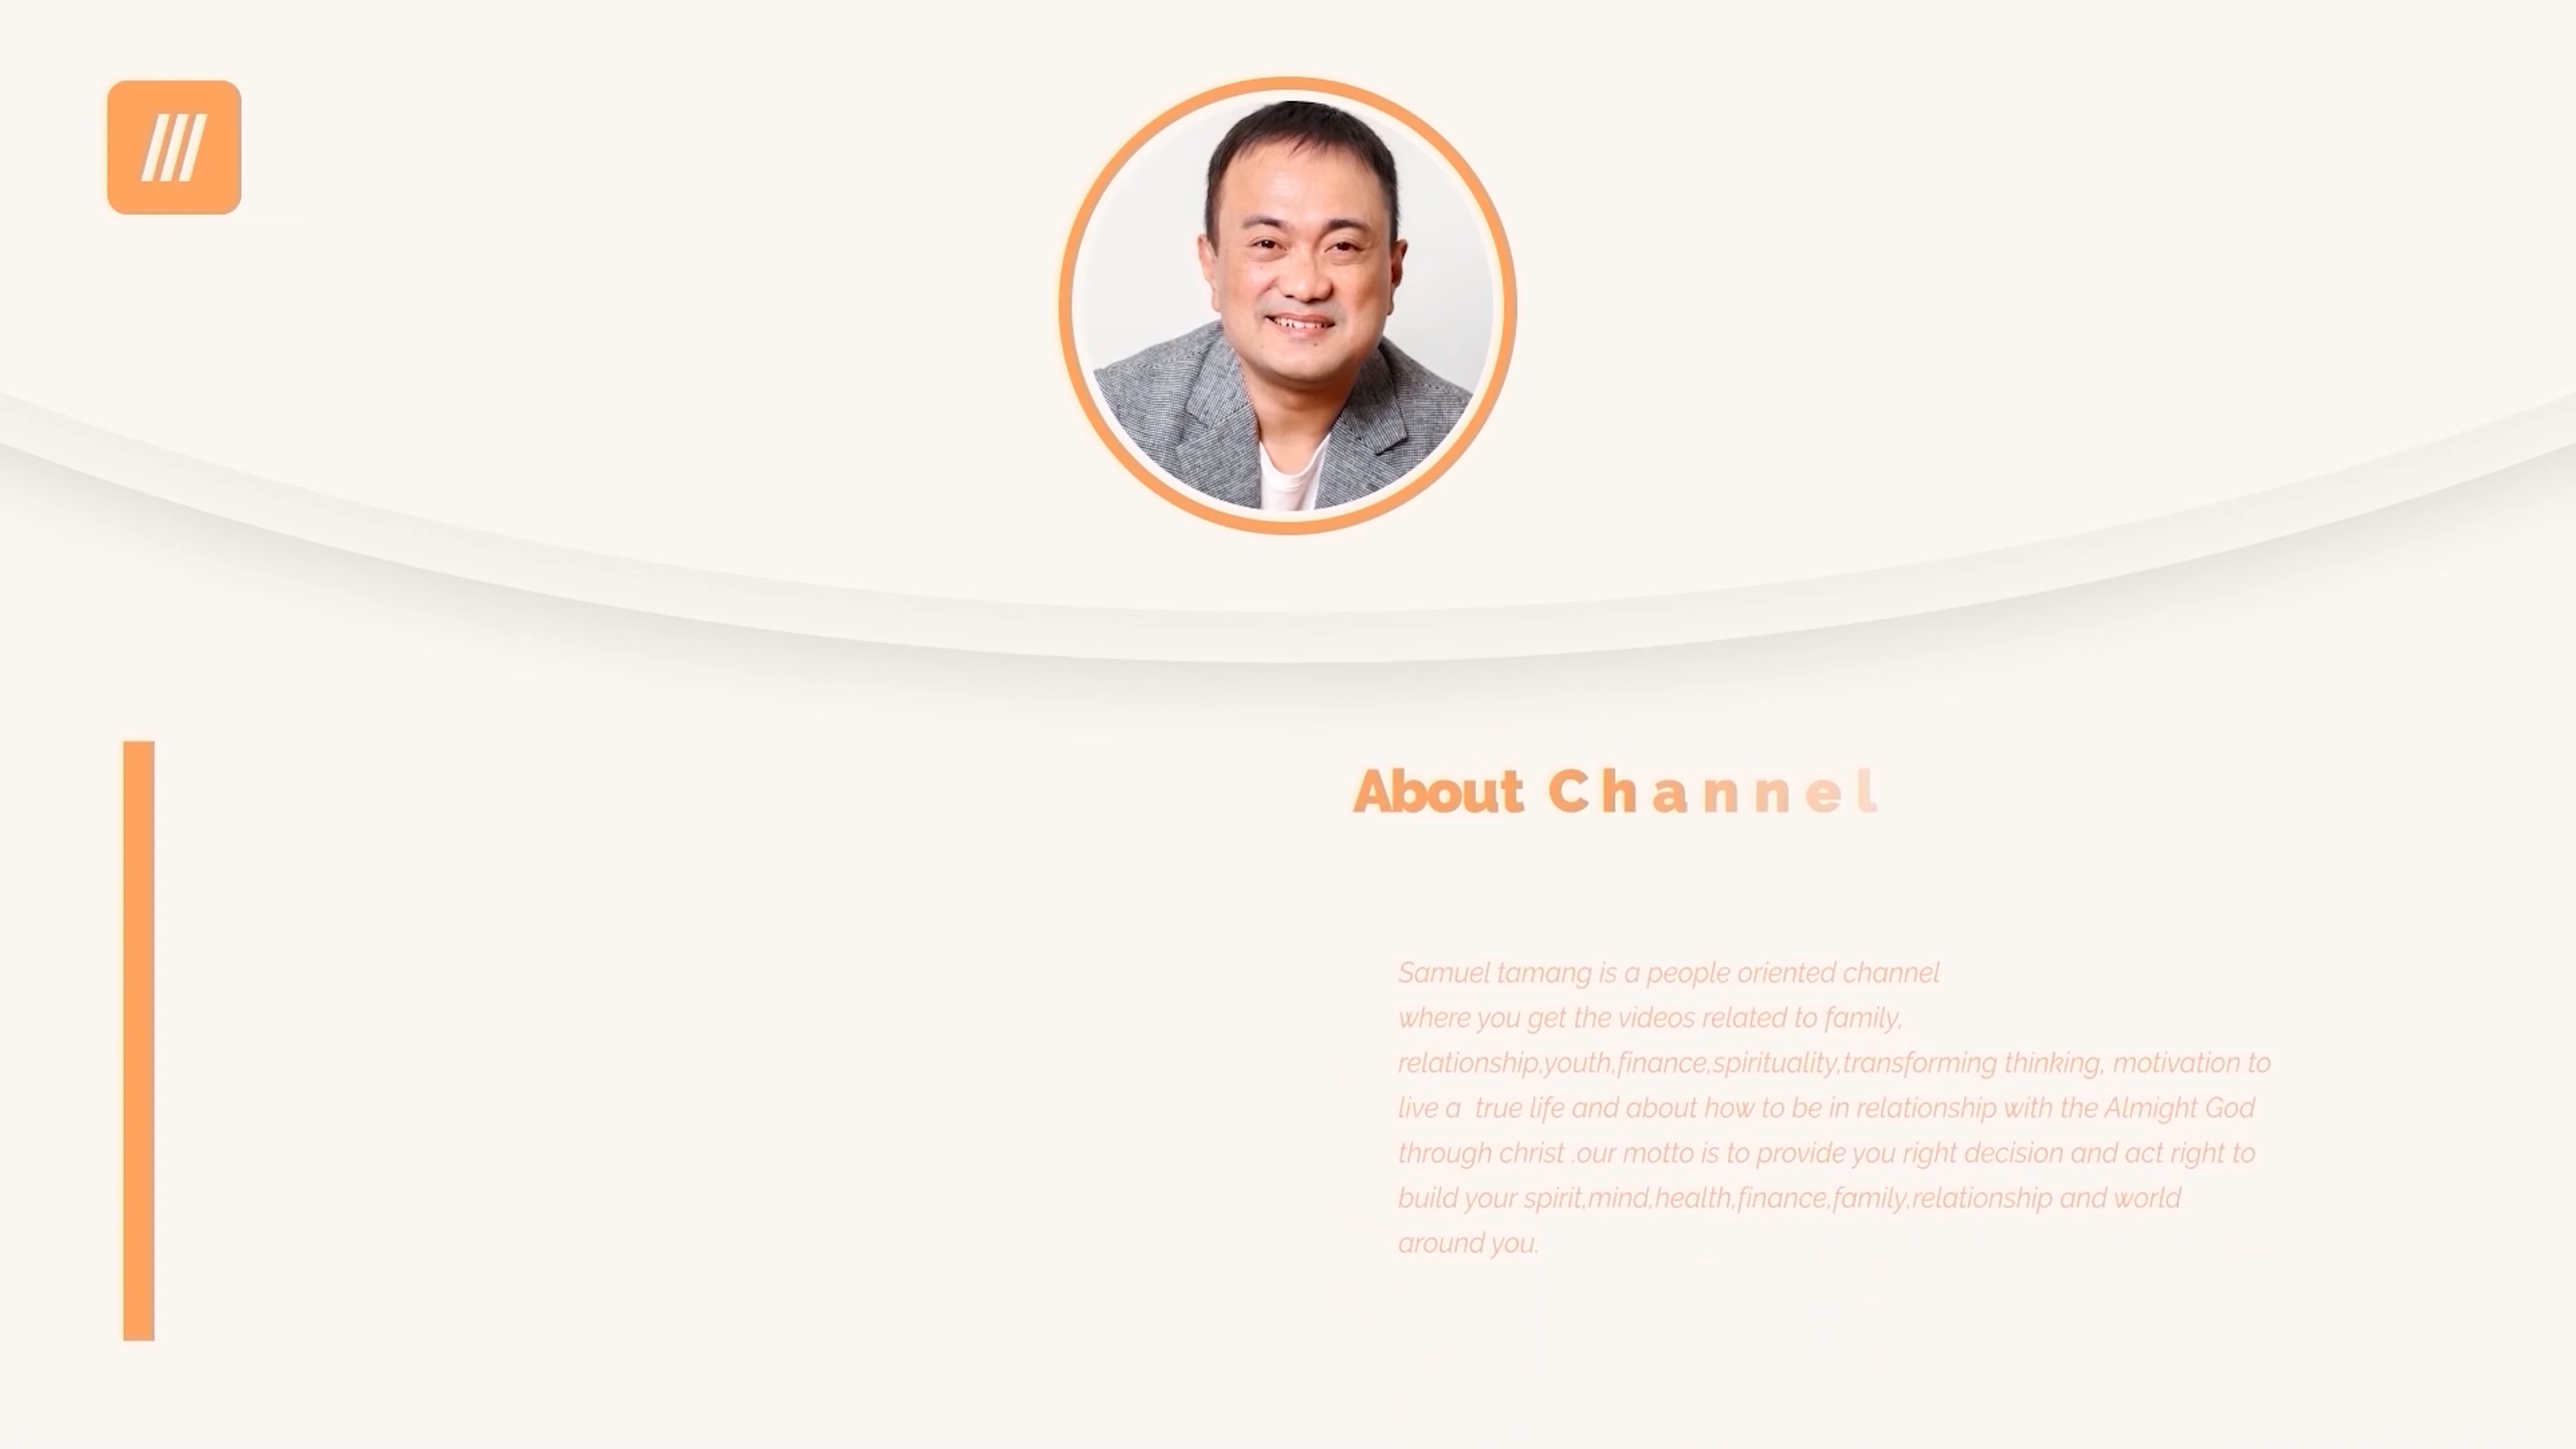 About Channel
Samuel tamang is a people oriented channel
where you get the videos related to family,
relationship,youth,finance,spirituality,transforming thinking, motivation to
live a  true life and about how to be in relationship with the Almight God
through christ .our motto is to provide you right decision and act right to
build your spirit,mind,health,finance,family,relationship and world
around you.